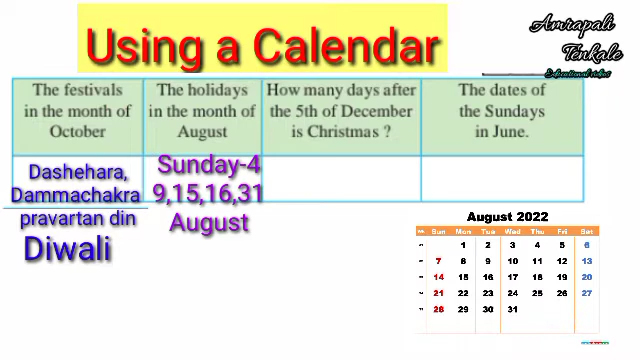 Using a Calendar
Amrapali
Tenkale
The festivals
in the month of
October
The holidays
in the month of
August
How many days after
the 5th of December
is Christmas ?
The dates of
the Sundays
in June.
Dashehara,
Dammachakra
pravartan din
Diwali
Sunday-4
9,15,16,31
August
August 2022
Sun Mon Tue Wed Thu Fri Sat
1 2 3 4 5 6
7 8 9 10 11 12 13
14 15 16 17 18 19 20
21 22 23 24 25 26 27
28 29 30 31